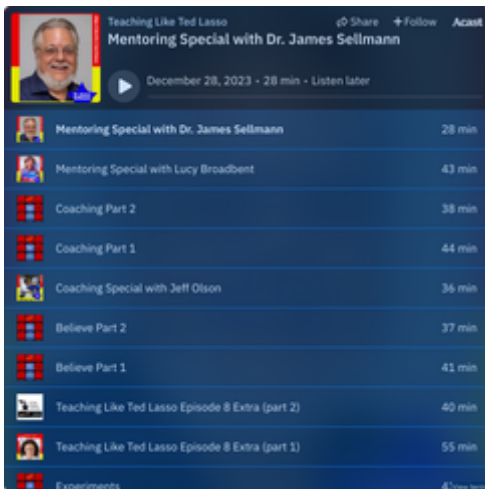 Teaching Like Ted Lasso
Share
Follow
Acast
Mentoring Special with Dr. James Sellmann
December 28, 2023 - 28 min - Listen later
Mentoring Special with Dr. James Sellmann 28 min
Mentoring Special with Lucy Broadbent 43 min
Coaching Part 2 38 min
Coaching Part 1 44 min
Coaching Special with Jeff Olson 36 min
Believe Part 2 37 min
Believe Part 1 41 min
Teaching Like Ted Lasso Episode 8 Extra (part 2) 40 min
Teaching Like Ted Lasso Episode 8 Extra (part 1) 55 min
Experiments